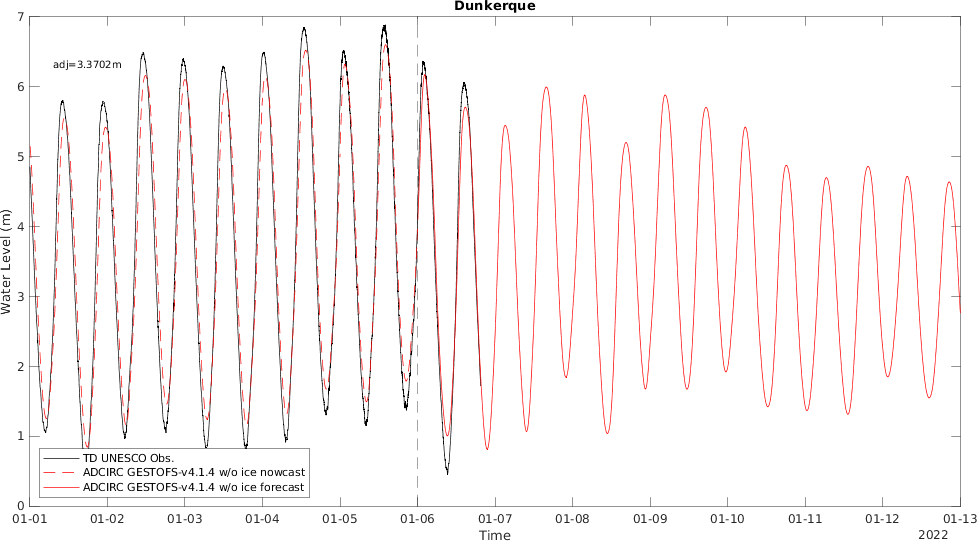 Dunkerque
adj=3.3702m
Water Level (m)
7
6
5
4
3
2
1
0
TD UNESCO Obs.
ADCIRC GESTOFS-v4.1.4 w/o ice nowcast
ADCIRC GESTOFS-v4.1.4 w/o ice forecast
01-01 01-02 01-03 01-04 01-05 01-06 01-07 01-08 01-09 01-10 01-11 01-12 01-13
Time
2022